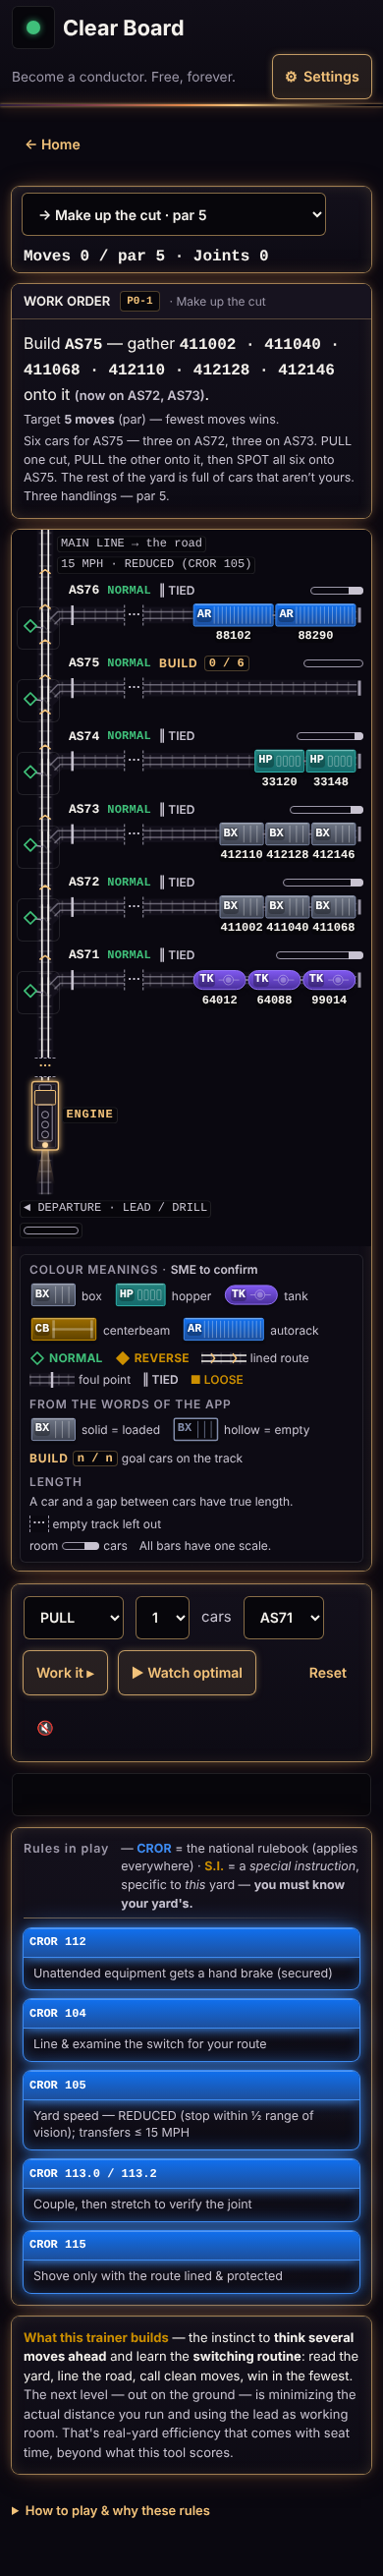 Clear Board
Become a conductor. Free, forever.
⚙ Settings
← Home
→ Make up the cut · par 5
Moves 0 / par 5 · Joints 0
WORK ORDER P0-1 · Make up the cut
Build AS75 — gather 411002 · 411040 ·
411068 · 412110 · 412128 · 412146
onto it (now on AS72, AS73).
Target 5 moves (par) — fewest moves wins.
Six cars for AS75 — three on AS72, three on AS73. PULL
one cut, PULL the other onto it, then SPOT all six onto
AS75. The rest of the yard is full of cars that aren't yours.
Three handlings — par 5.
MAIN LINE → the road
15 MPH · REDUCED (CROR 105)
AS76 NORMAL ‖ TIED
AR AR
88102 88290
AS75 NORMAL BUILD 0 / 6
AS74 NORMAL ‖ TIED
HP HP
33120 33148
AS73 NORMAL ‖ TIED
BX BX BX
412110 412128 412146
AS72 NORMAL ‖ TIED
BX BX BX
411002 411040 411068
AS71 NORMAL ‖ TIED
TK TK TK
64012 64088 99014
ENGINE
◄ DEPARTURE · LEAD / DRILL
COLOUR MEANINGS · SME to confirm
BX box HP hopper TK tank
CB centerbeam AR autorack
NORMAL REVERSE lined route
foul point ‖ TIED LOOSE
FROM THE WORDS OF THE APP
BX solid = loaded BX hollow = empty
BUILD n / n goal cars on the track
LENGTH
A car and a gap between cars have true length.
⋯ empty track left out
room cars All bars have one scale.
PULL 1 cars AS71
Work it ▸ ▶ Watch optimal Reset
Rules in play — CROR = the national rulebook (applies
everywhere) · S.I. = a special instruction,
specific to this yard — you must know
your yard's.
CROR 112
Unattended equipment gets a hand brake (secured)
CROR 104
Line & examine the switch for your route
CROR 105
Yard speed — REDUCED (stop within ½ range of
vision); transfers ≤ 15 MPH
CROR 113.0 / 113.2
Couple, then stretch to verify the joint
CROR 115
Shove only with the route lined & protected
What this trainer builds — the instinct to think several
moves ahead and learn the switching routine: read the
yard, line the road, call clean moves, win in the fewest.
The next level — out on the ground — is minimizing the
actual distance you run and using the lead as working
room. That's real-yard efficiency that comes with seat
time, beyond what this tool scores.
▶ How to play & why these rules